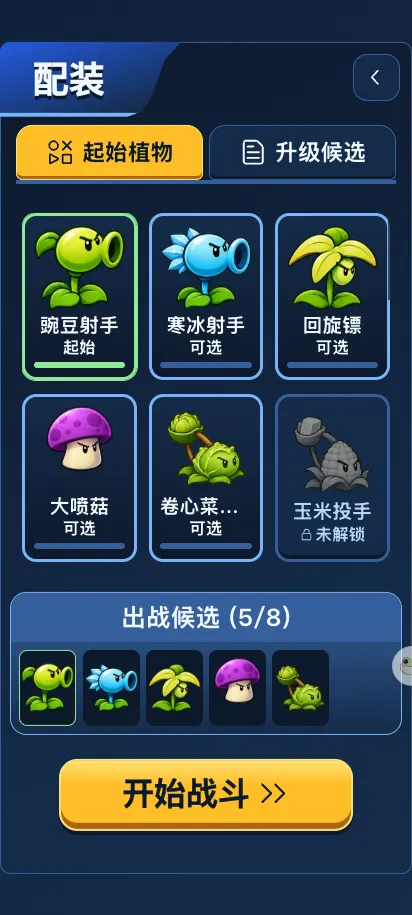 配装
起始植物
升级候选
豌豆射手
起始
寒冰射手
可选
回旋镖
可选
大喷菇
可选
卷心菜...
可选
玉米投手
未解锁
出战候选 (5/8)
开始战斗 >>